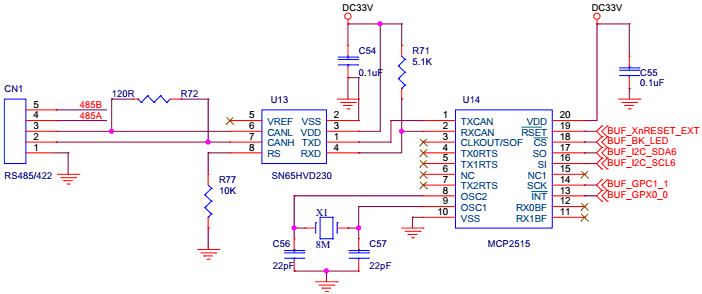 DC33V
DC33V
C54
0.1uF
R71
5.1K
C55
0.1uF
CN1
120R
R72
U13
U14
5
485B
4
485A
3
2
1
RS485/422
5
VREF
VSS
2
6
CANL
VDD
3
7
CANH
TXD
1
8
RS
RXD
4
SN65HVD230
1
TXCAN
VDD
20
2
RXCAN
RSET
19
BUF_XnRESET_EXT
3
CLKOUT/SOF
CS
18
BUF_BK_LED
4
TX0RTS
SO
17
BUF_I2C_SDA6
5
TX1RTS
SI
16
BUF_I2C_SCL6
6
NC
NC1
15
7
TX2RTS
SCK
14
BUF_GPC1_1
8
OSC2
INT
13
BUF_GPX0_0
9
OSC1
RX0BF
12
10
VSS
RX1BF
11
MCP2515
R77
10K
X1
8M
C56
22pF
C57
22pF